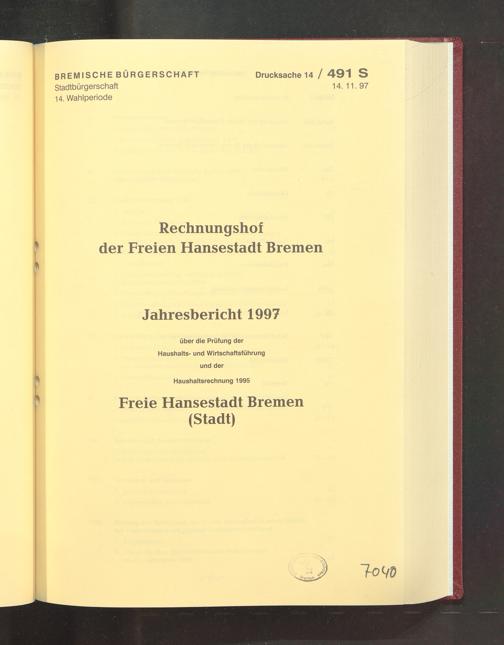 BREMISCHE BÜRGERSCHAFT
Stadtbürgerschaft
14. Wahlperiode
Drucksache 14 / 491 S
14. 11. 97
Rechnungshof
der Freien Hansestadt Bremen
Jahresbericht 1997
über die Prüfung der
Haushalts- und Wirtschaftsführung
und der
Haushaltsrechnung 1995
Freie Hansestadt Bremen
(Stadt)
7040